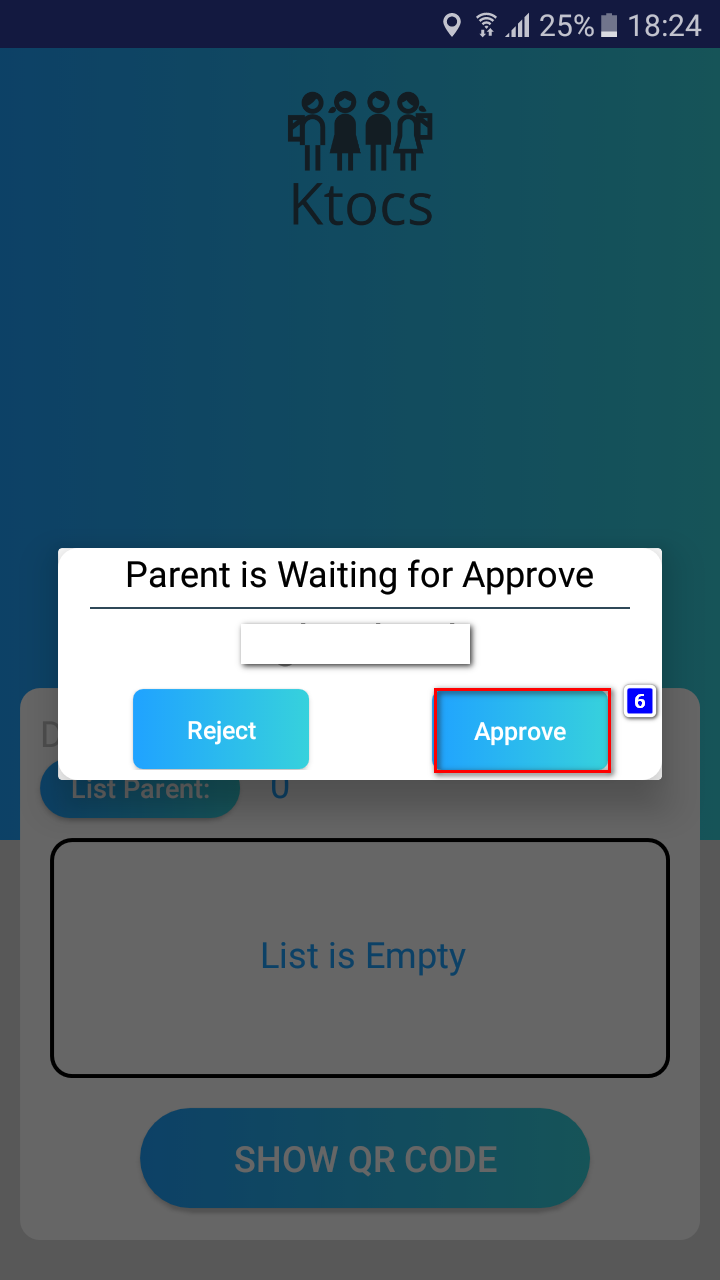 25% 18:24
Ktocs
Parent is Waiting for Approve
Reject
Approve
6
List Parent: 0
List is Empty
SHOW QR CODE